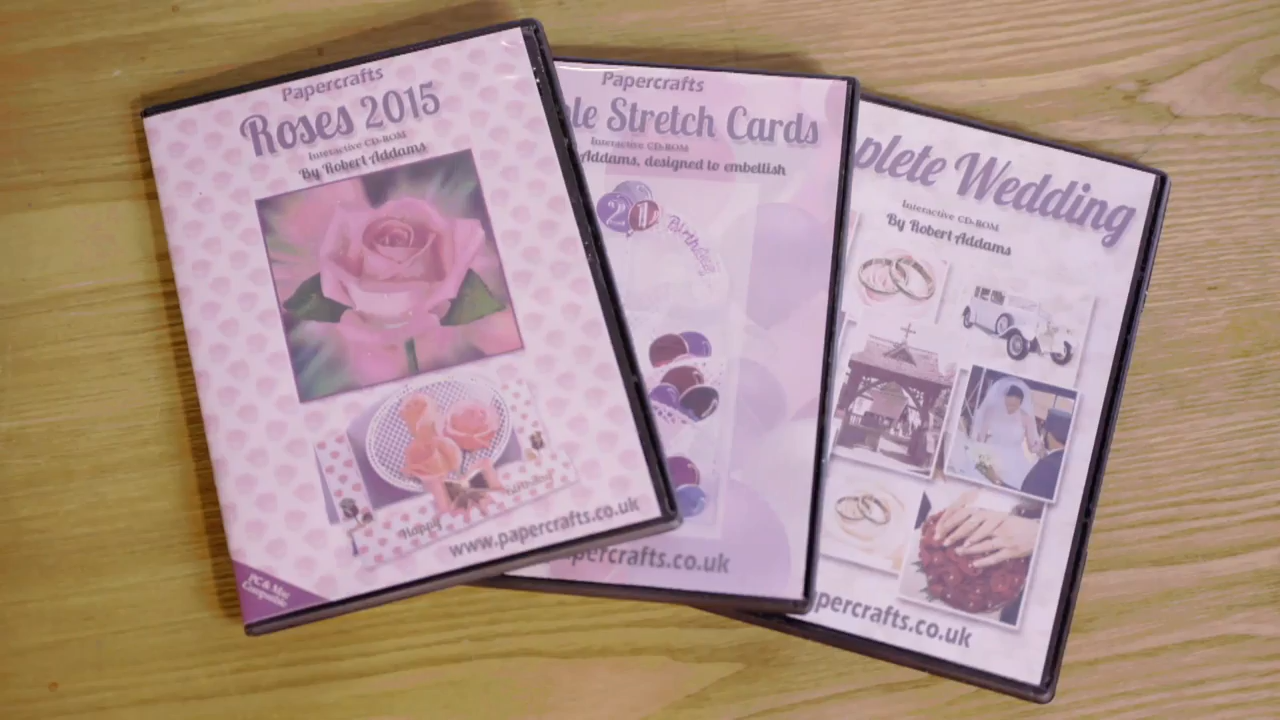 Papercrafts
Roses 2015
Interactive CD-ROM
By Robert Addams
Happy
Birthday
www.papercrafts.co.uk
PC & Mac
Compatible
Papercrafts
le Stretch Cards
Interactive CD-ROM
Addams, designed to embellish
21
Birthday
papercrafts.co.uk
plete Wedding
Interactive CD-ROM
By Robert Addams
percrafts.co.uk